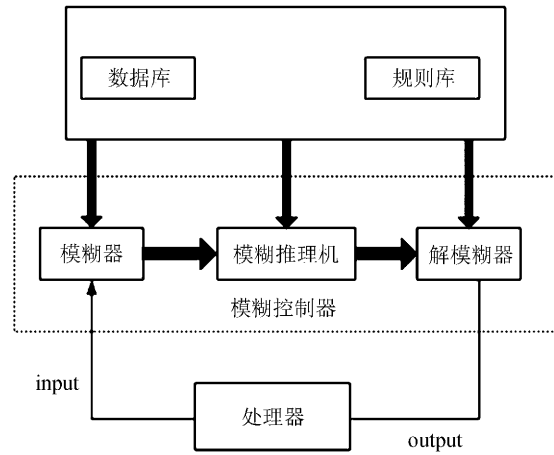 数据库
规则库
模糊器
模糊推理机
解模糊器
模糊控制器
input
处理器
output